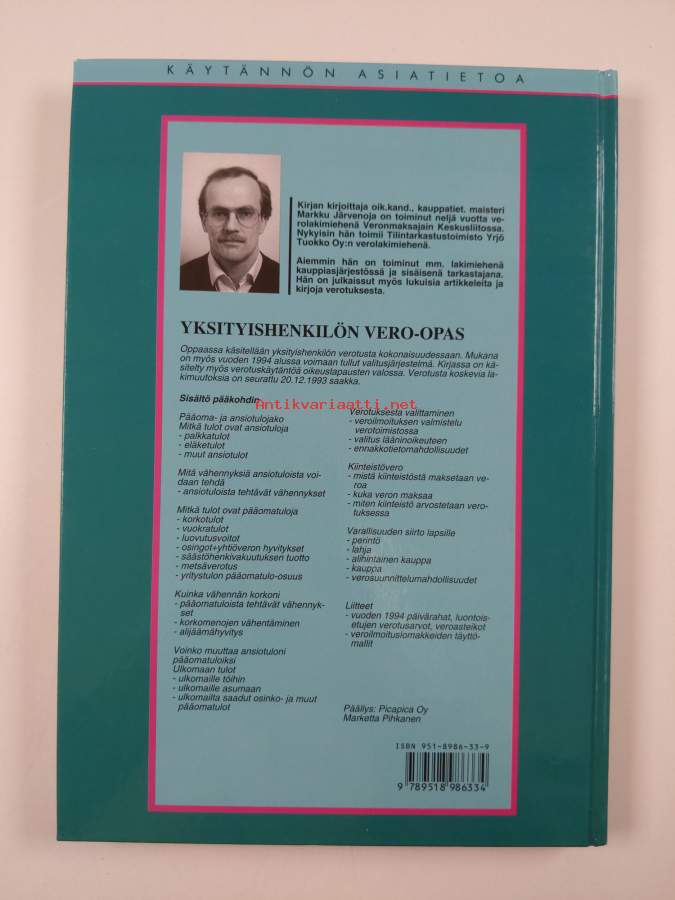 KÄYTÄNNÖN ASIATIETOA
Kirjan kirjoittaja oik.kand., kauppatiet. maisteri
Markku Järvenoja on toiminut neljä vuotta ve-
rolakimiehenä Veronmaksajain Keskusliitossa.
Nykyisin hän toimii Tilintarkastustoimisto Yrjö
Tuokko Oy:n verolakimiehenä.
Aiemmin hän on toiminut mm. lakimiehenä
kauppiasjärjestössä ja sisäisenä tarkastajana.
Hän on julkaissut myös lukuisia artikkeleita ja
kirjoja verotuksesta.
YKSITYISHENKILÖN VERO-OPAS
Oppaassa käsitellään yksityishenkilön verotusta kokonaisuudessaan. Mukana
on myös vuoden 1994 alussa voimaan tullut valitusjärjestelmä. Kirjassa on kä-
sitelty myös verotuskäytäntöä oikeustapausten valossa. Verotusta koskevia la-
kimuutoksia on seurattu 20.12.1993 saakka.
Antikvariaatti.net
Sisältö pääkohdin
Pääoma- ja ansiotulojako
Mitkä tulot ovat ansiotuloja
- palkkatulot
- eläketulot
- muut ansiotulot
Mitä vähennyksiä ansiotuloista voi-
daan tehdä
- ansiotuloista tehtävät vähennykset
Mitkä tulot ovat pääomatuloja
- korkotulot
- vuokratulot
- luovutusvoitot
- osingot+yhtiöveron hyvitykset
- säästöhenkivakuutuksen tuotto
- metsäverotus
- yritystulon pääomatulo-osuus
Kuinka vähennän korkoni
- pääomatuloista tehtävät vähennyk-
set
- korkomenojen vähentäminen
- alijäämähyvitys
Voinko muuttaa ansiotuloni
pääomatuloiksi
Ulkomaan tulot
- ulkomaille töihin
- ulkomaille asumaan
- ulkomailta saadut osinko- ja muut
pääomatulot
Verotuksesta valittaminen
- veroilmoituksen valmistelu
verotoimistossa
- valitus lääninoikeuteen
- ennakkotietomahdollisuudet
Kiinteistövero
- mistä kiinteistöstä maksetaan ve-
roa
- kuka veron maksaa
- miten kiinteistö arvostetaan vero-
tuksessa
Varallisuuden siirto lapsille
- perintö
- lahja
- alihintainen kauppa
- kauppa
- verosuunnittelumahdollisuudet
Liitteet
- vuoden 1994 päivärahat, luontois-
etujen verotusarvot, veroasteikot
- veroilmoituslomakkeiden täyttö-
mallit
Päällys: Picapica Oy
Marketta Pihkanen
ISBN 951-8986-33-9
9 789518 986334